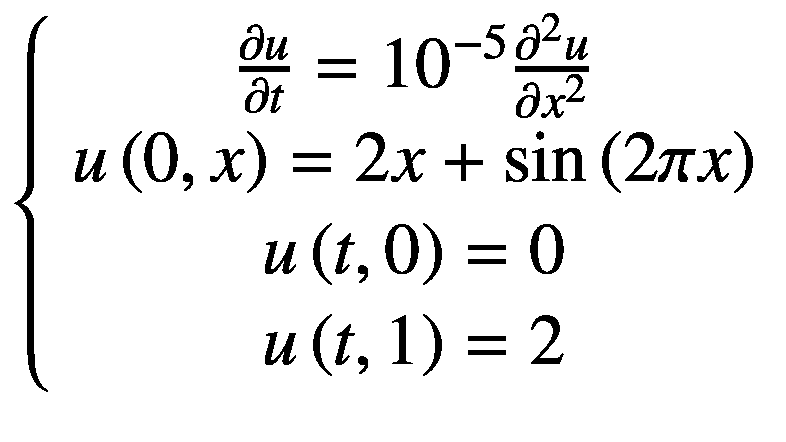 ∂u/∂t = 10⁻⁵ ∂²u/∂x²
u (0, x) = 2x + sin (2πx)
u (t, 0) = 0
u (t, 1) = 2